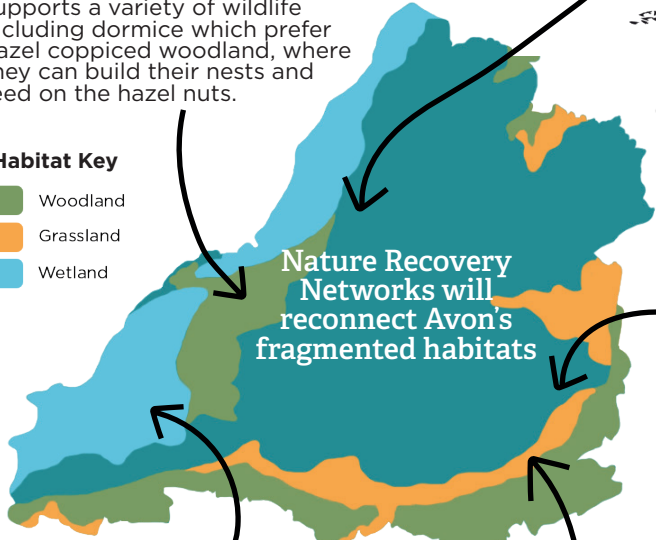 upports a variety of wildlife
cluding dormice which prefer
azel coppiced woodland, where
hey can build their nests and
eed on the hazel nuts.
Habitat Key
Woodland
Grassland
Wetland
Nature Recovery
Networks will
reconnect Avon's
fragmented habitats